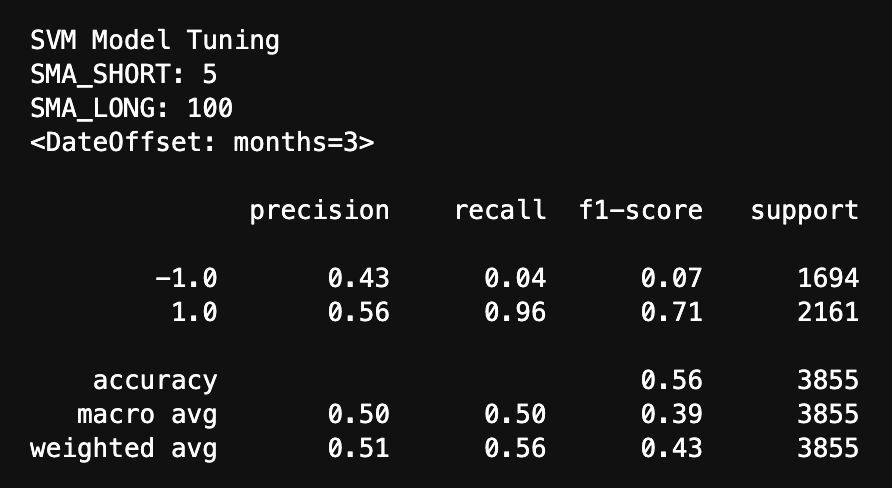 SVM Model Tuning
SMA_SHORT: 5
SMA_LONG: 100
<DateOffset: months=3>
precision recall f1-score support
-1.0 0.43 0.04 0.07 1694
1.0 0.56 0.96 0.71 2161
accuracy 0.56 3855
macro avg 0.50 0.50 0.39 3855
weighted avg 0.51 0.56 0.43 3855